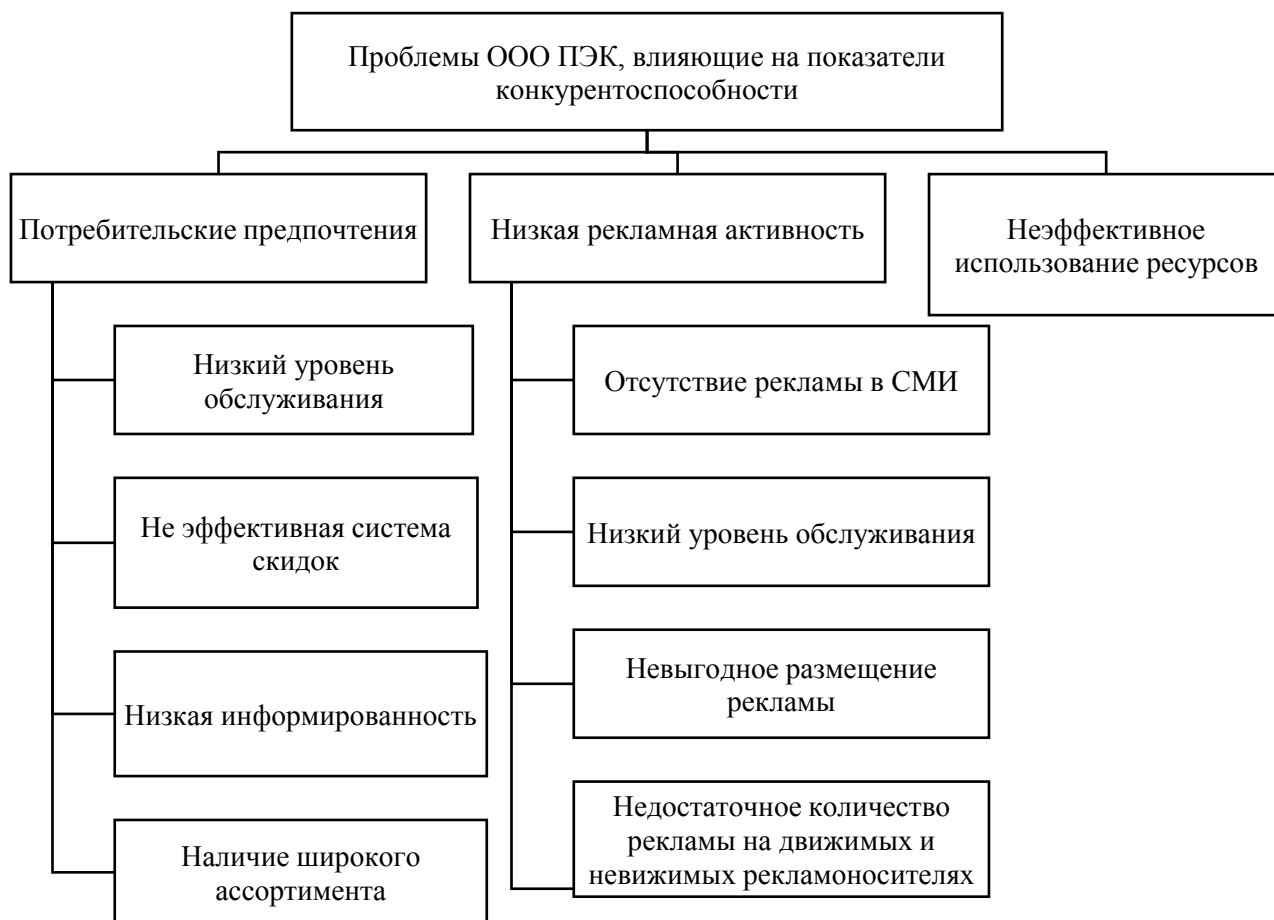 Проблемы ООО ПЭК, влияющие на показатели
конкурентоспособности
Потребительские предпочтения
Низкая рекламная активность
Неэффективное
использование ресурсов
Низкий уровень
обслуживания
Не эффективная система
скидок
Низкая информированность
Наличие широкого
ассортимента
Отсутствие рекламы в СМИ
Низкий уровень обслуживания
Невыгодное размещение
рекламы
Недостаточное количество
рекламы на движимых и
невижимых рекламоносителях